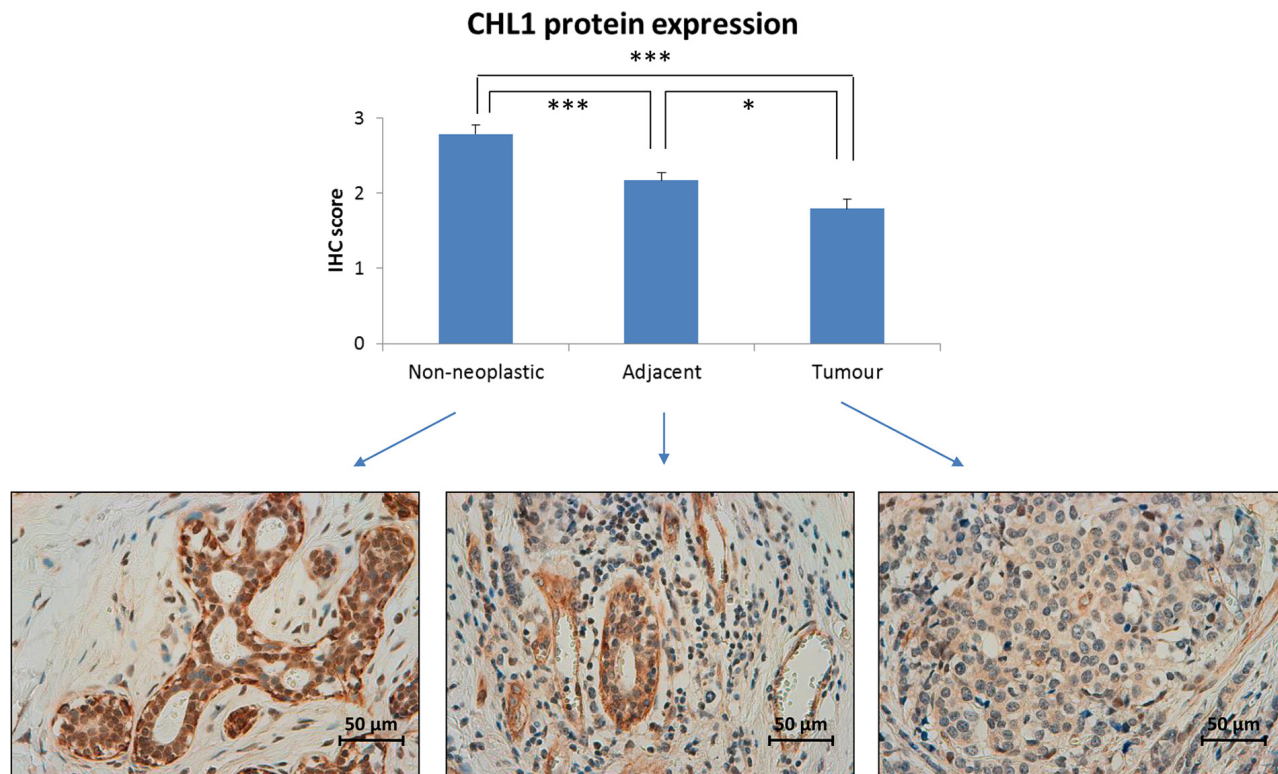 CHL1 protein expression
***
*** *
3
2
1
0
IHC score
Non-neoplastic Adjacent Tumour
50 µm 50 µm 50 µm